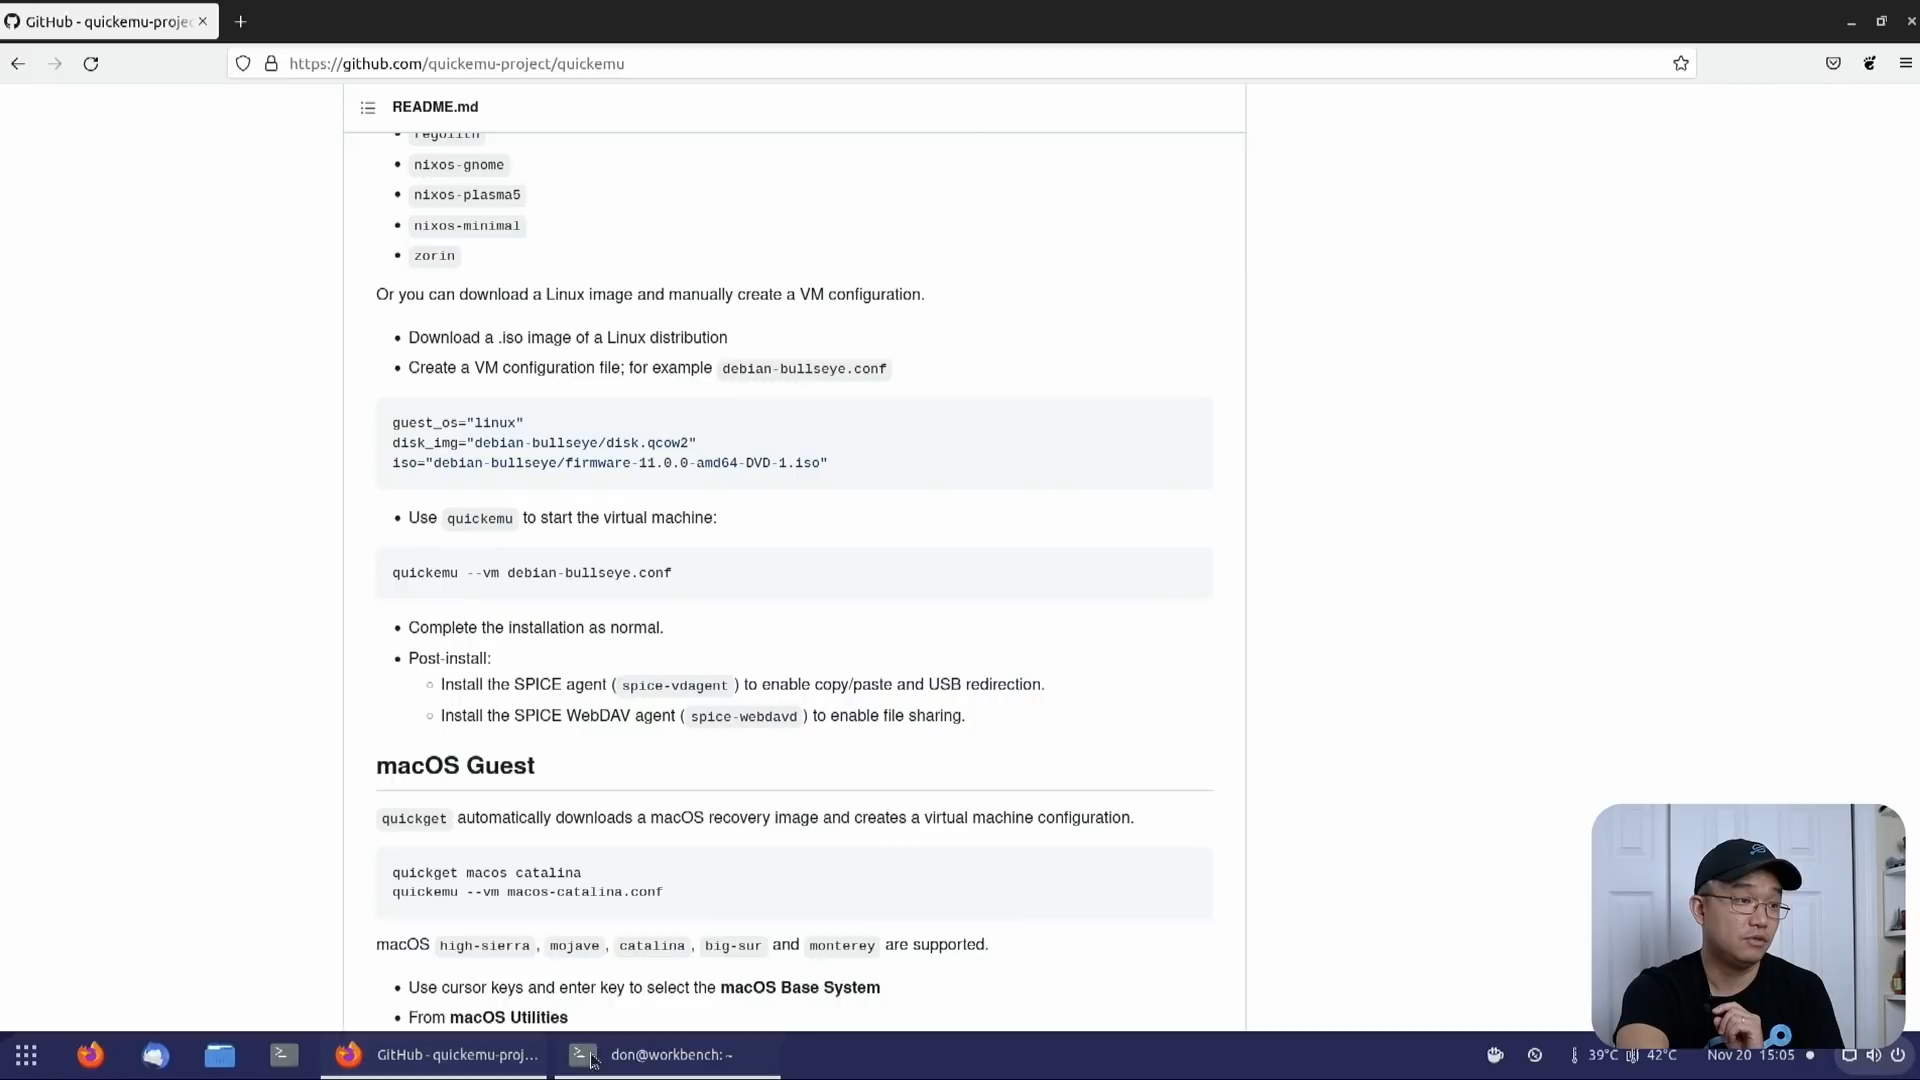 GitHub - quickemu-proje
https://github.com/quickemu-project/quickemu
README.md
regolith
nixos-gnome
nixos-plasma5
nixos-minimal
zorin
Or you can download a Linux image and manually create a VM configuration.
Download a .iso image of a Linux distribution
Create a VM configuration file; for example debian-bullseye.conf
guest_os="linux"
disk_img="debian-bullseye/disk.qcow2"
iso="debian-bullseye/firmware-11.0.0-amd64-DVD-1.iso"
Use quickemu to start the virtual machine:
quickemu --vm debian-bullseye.conf
Complete the installation as normal.
Post-install:
Install the SPICE agent ( spice-vdagent ) to enable copy/paste and USB redirection.
Install the SPICE WebDAV agent ( spice-webdavd ) to enable file sharing.
macOS Guest
quickget automatically downloads a macOS recovery image and creates a virtual machine configuration.
quickget macos catalina
quickemu --vm macos-catalina.conf
macOS high-sierra , mojave , catalina , big-sur and monterey are supported.
Use cursor keys and enter key to select the macOS Base System
From macOS Utilities
GitHub - quickemu-proj... don@workbench: ~ 39°C 42°C Nov 20 15:05